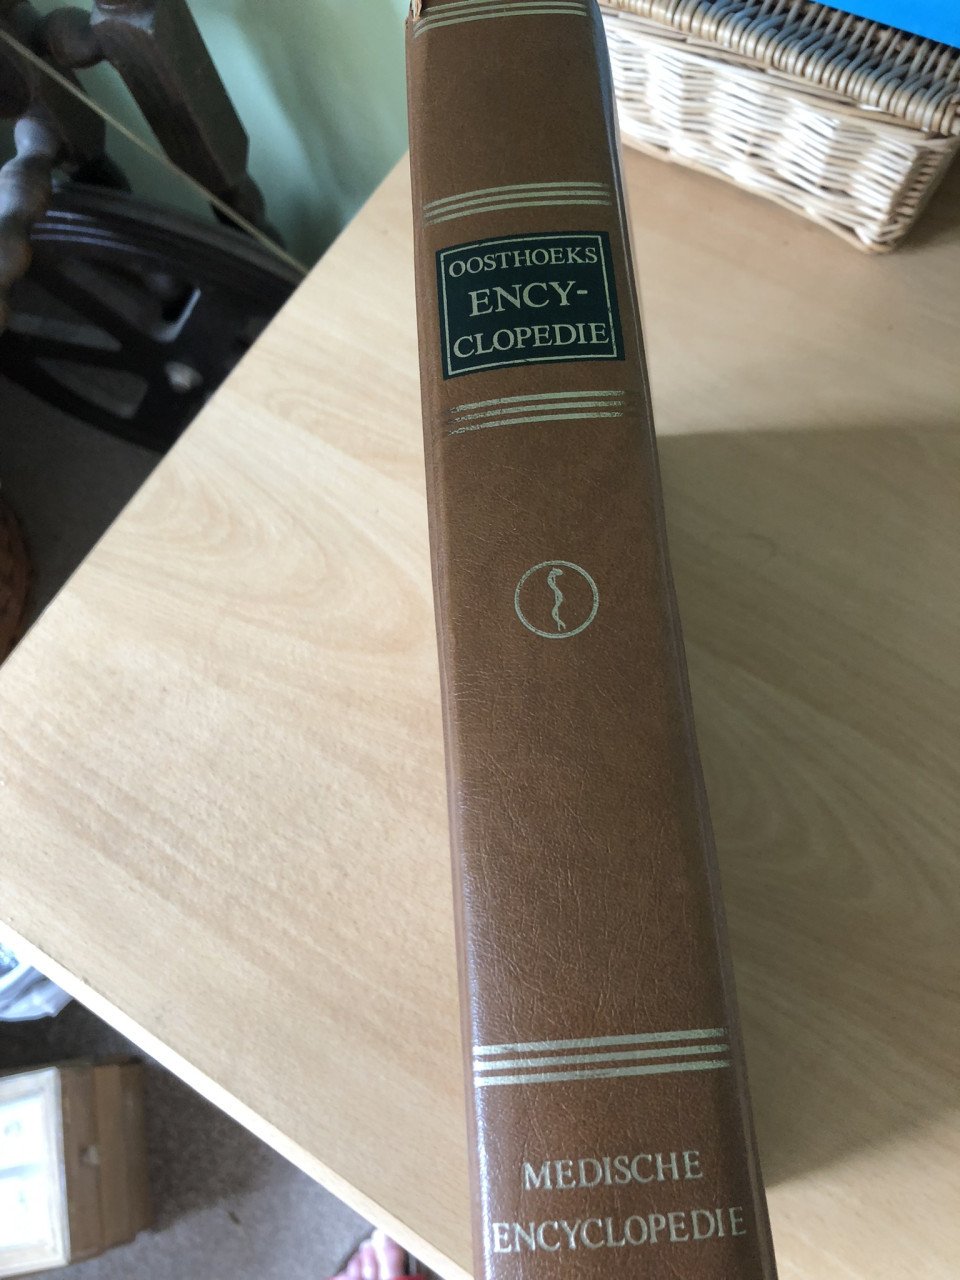 OOSTHOEKS
ENCY-
CLOPEDIE
MEDISCHE
ENCYCLOPEDIE